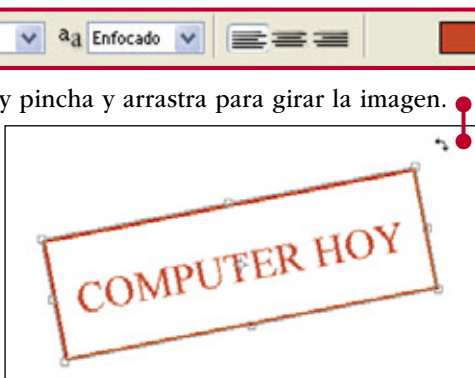 aa Enfocado
y pincha y arrastra para girar la imagen.
COMPUTER HOY